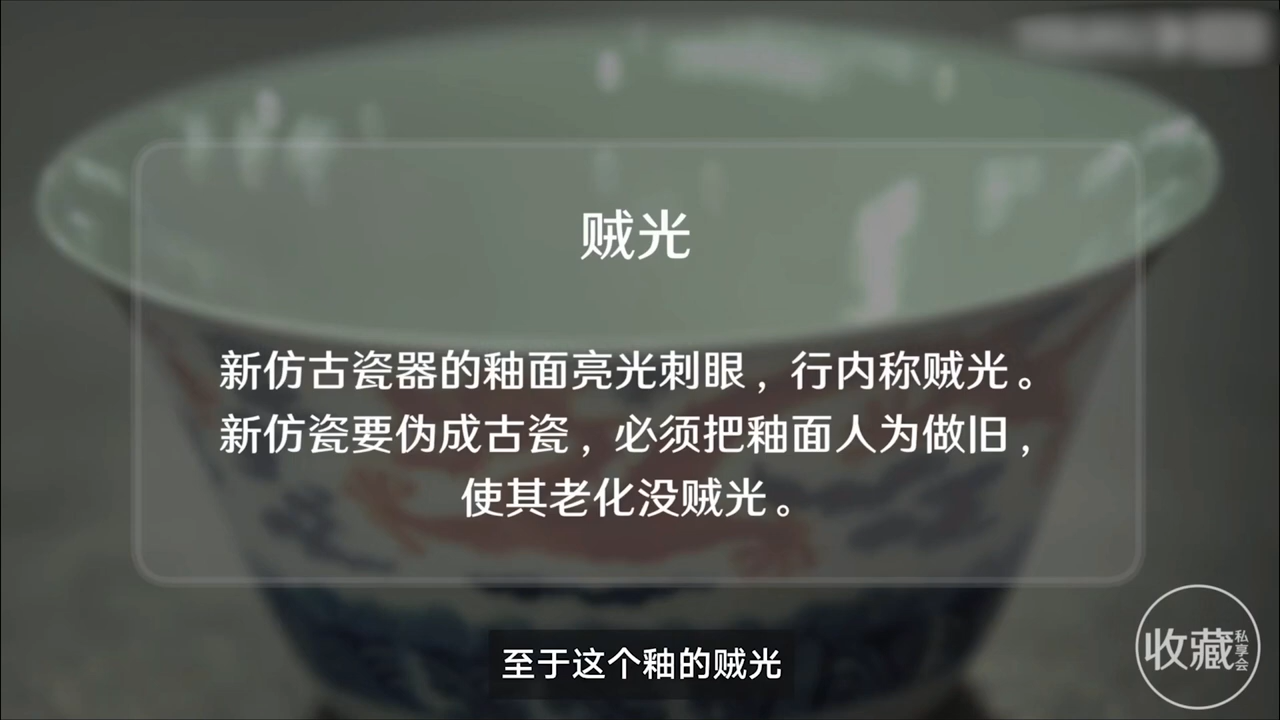 贼光
新仿古瓷器的釉面亮光刺眼，行内称贼光。
新仿瓷要伪成古瓷，必须把釉面人为做旧，
使其老化没贼光。
至于这个釉的贼光
收藏私享会